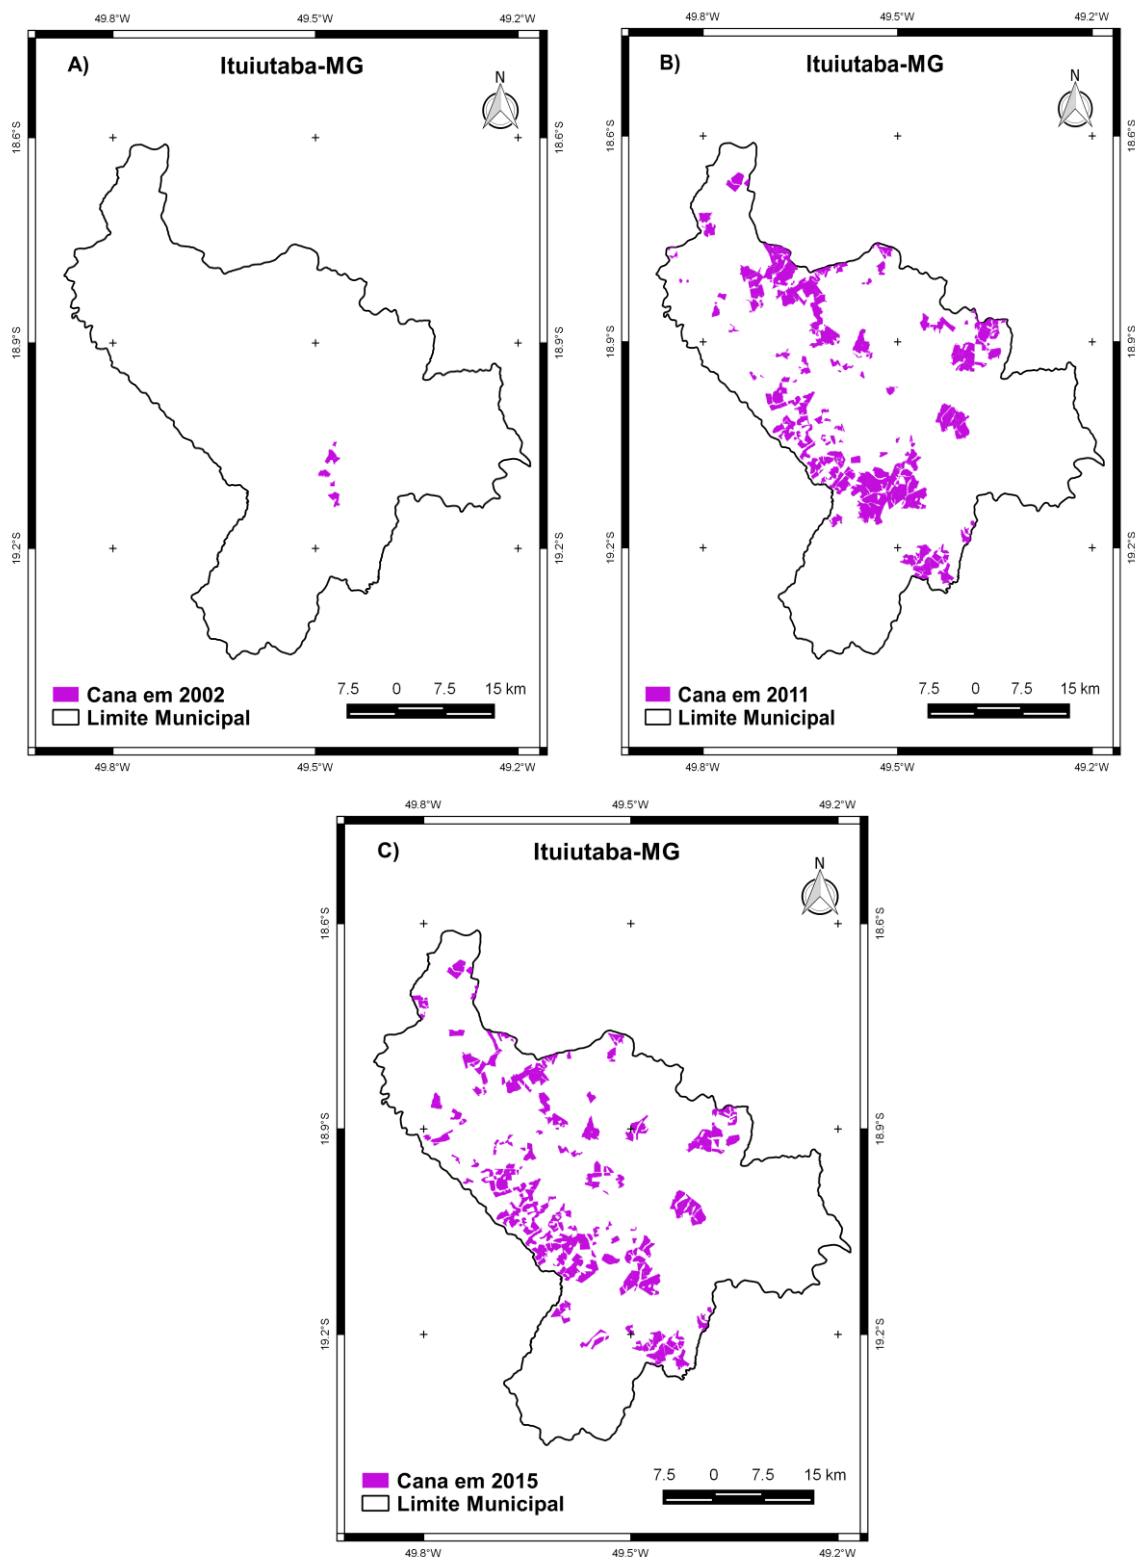 49.8°W 49.5°W 49.2°W
A)
Ituiutaba-MG
N
18.6°S 18.6°S
18.9°S 18.9°S
19.2°S 19.2°S
Cana em 2002
Limite Municipal
7.5 0 7.5 15 km
49.8°W 49.5°W 49.2°W
49.8°W 49.5°W 49.2°W
B)
Ituiutaba-MG
N
18.6°S 18.6°S
18.9°S 18.9°S
19.2°S 19.2°S
Cana em 2011
Limite Municipal
7.5 0 7.5 15 km
49.8°W 49.5°W 49.2°W
49.8°W 49.5°W 49.2°W
C)
Ituiutaba-MG
N
18.6°S 18.6°S
18.9°S 18.9°S
19.2°S 19.2°S
Cana em 2015
Limite Municipal
7.5 0 7.5 15 km
49.8°W 49.5°W 49.2°W